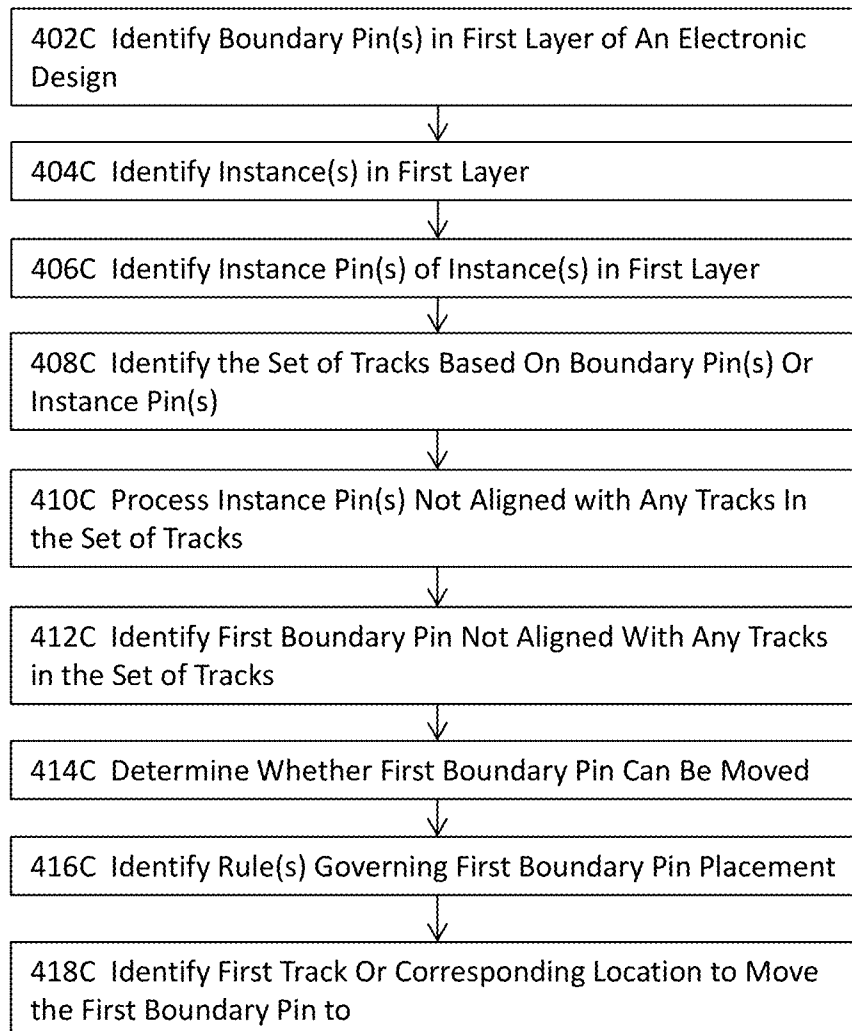 402C Identify Boundary Pin(s) in First Layer of An Electronic
Design
404C Identify Instance(s) in First Layer
406C Identify Instance Pin(s) of Instance(s) in First Layer
408C Identify the Set of Tracks Based On Boundary Pin(s) Or
Instance Pin(s)
410C Process Instance Pin(s) Not Aligned with Any Tracks In
the Set of Tracks
412C Identify First Boundary Pin Not Aligned With Any Tracks
in the Set of Tracks
414C Determine Whether First Boundary Pin Can Be Moved
416C Identify Rule(s) Governing First Boundary Pin Placement
418C Identify First Track Or Corresponding Location to Move
the First Boundary Pin to